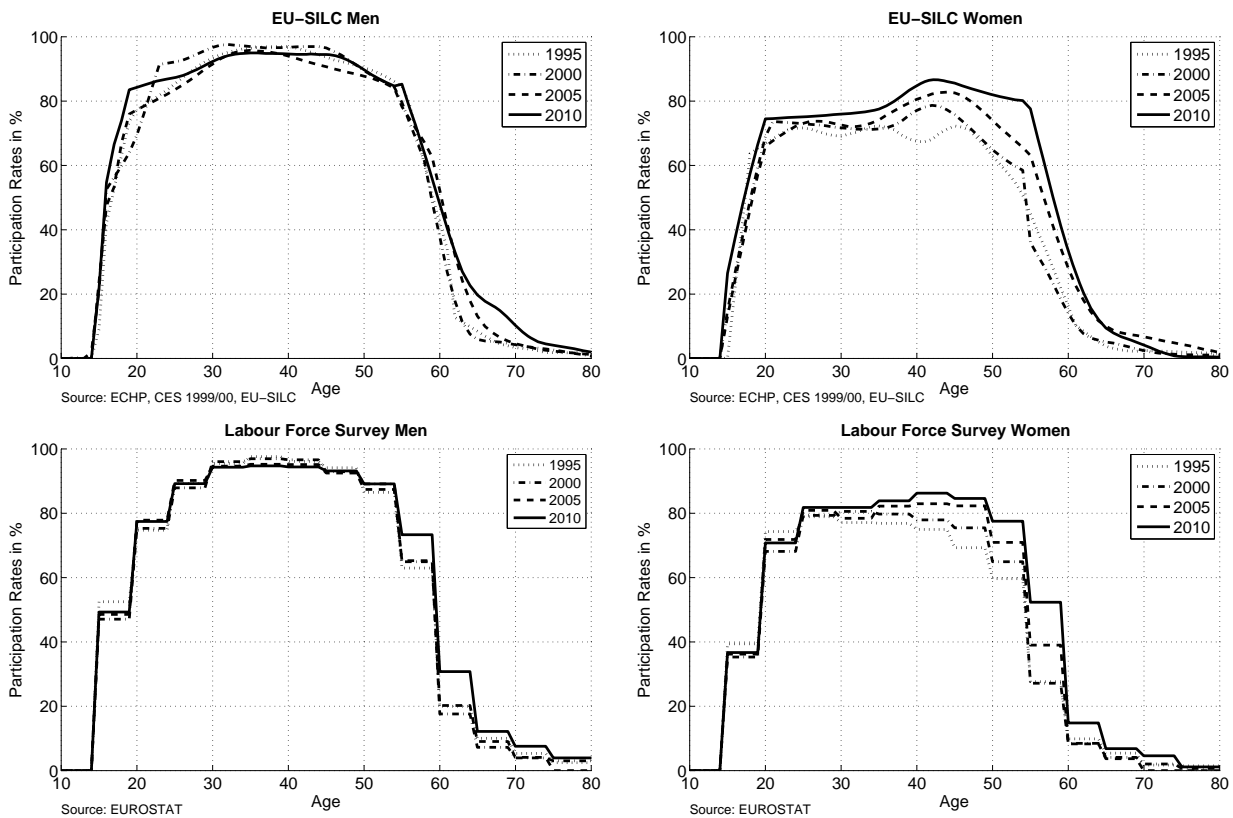 EU−SILC Men
Participation Rates in %
100
80
60
40
20
0
10 20 30 40 50 60 70 80
Age
1995
2000
2005
2010
Source: ECHP, CES 1999/00, EU−SILC
EU−SILC Women
Participation Rates in %
100
80
60
40
20
0
10 20 30 40 50 60 70 80
Age
1995
2000
2005
2010
Source: ECHP, CES 1999/00, EU−SILC
Labour Force Survey Men
Participation Rates in %
100
80
60
40
20
0
10 20 30 40 50 60 70 80
Age
1995
2000
2005
2010
Source: EUROSTAT
Labour Force Survey Women
Participation Rates in %
100
80
60
40
20
0
10 20 30 40 50 60 70 80
Age
1995
2000
2005
2010
Source: EUROSTAT